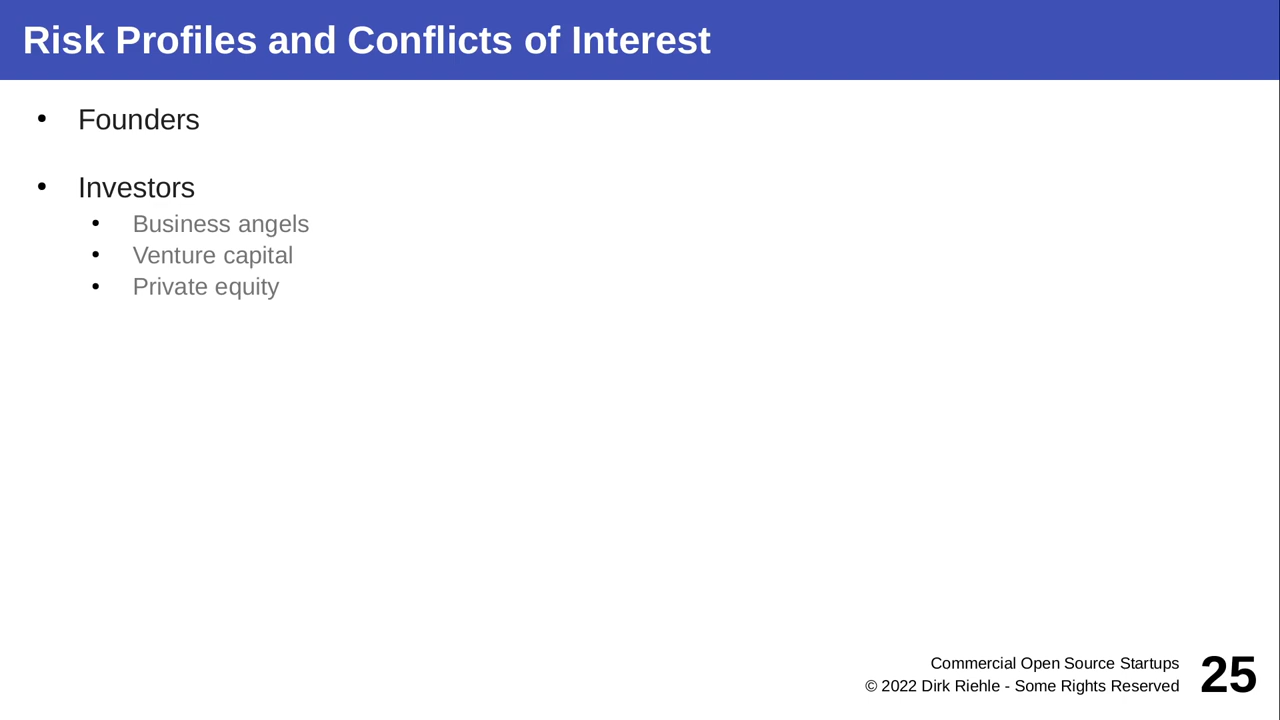 Risk Profiles and Conflicts of Interest
• Founders
• Investors
• Business angels
• Venture capital
• Private equity
Commercial Open Source Startups
© 2022 Dirk Riehle - Some Rights Reserved
25